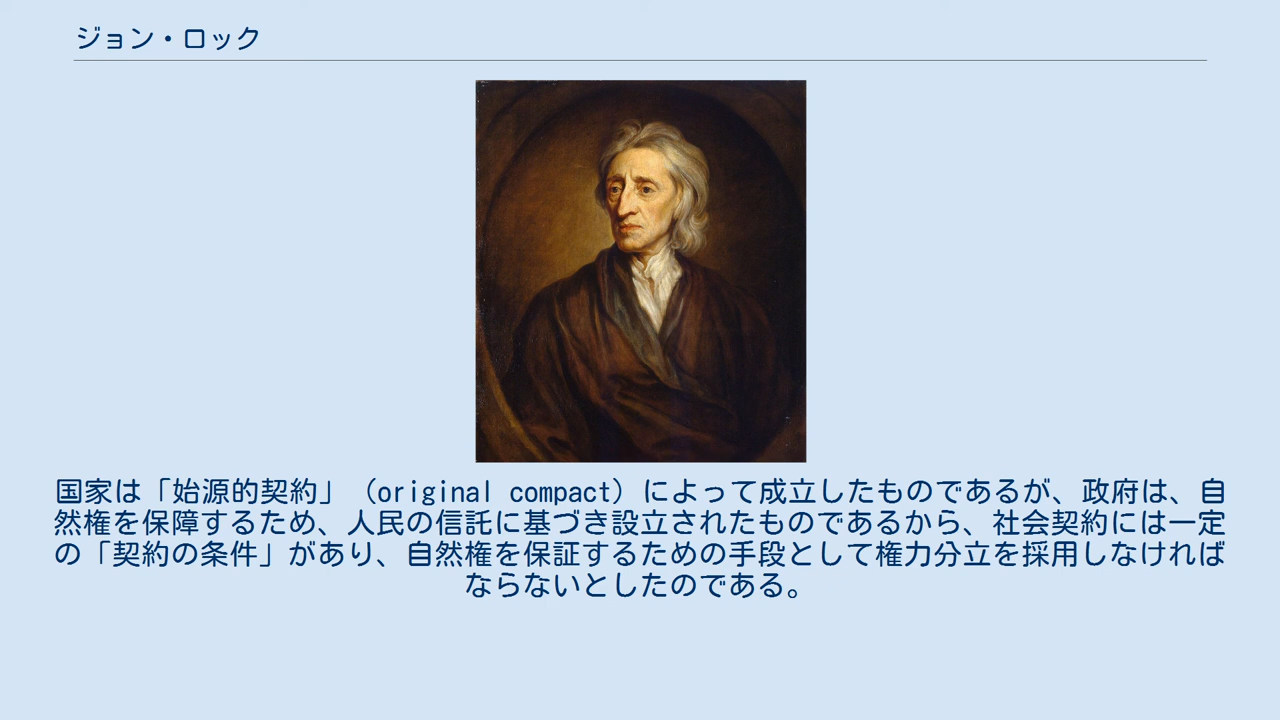 ジョン・ロック
国家は「始源的契約」（original compact）によって成立したものであるが、政府は、自
然権を保障するため、人民の信託に基づき設立されたものであるから、社会契約には一定
の「契約の条件」があり、自然権を保証するための手段として権力分立を採用しなければ
ならないとしたのである。